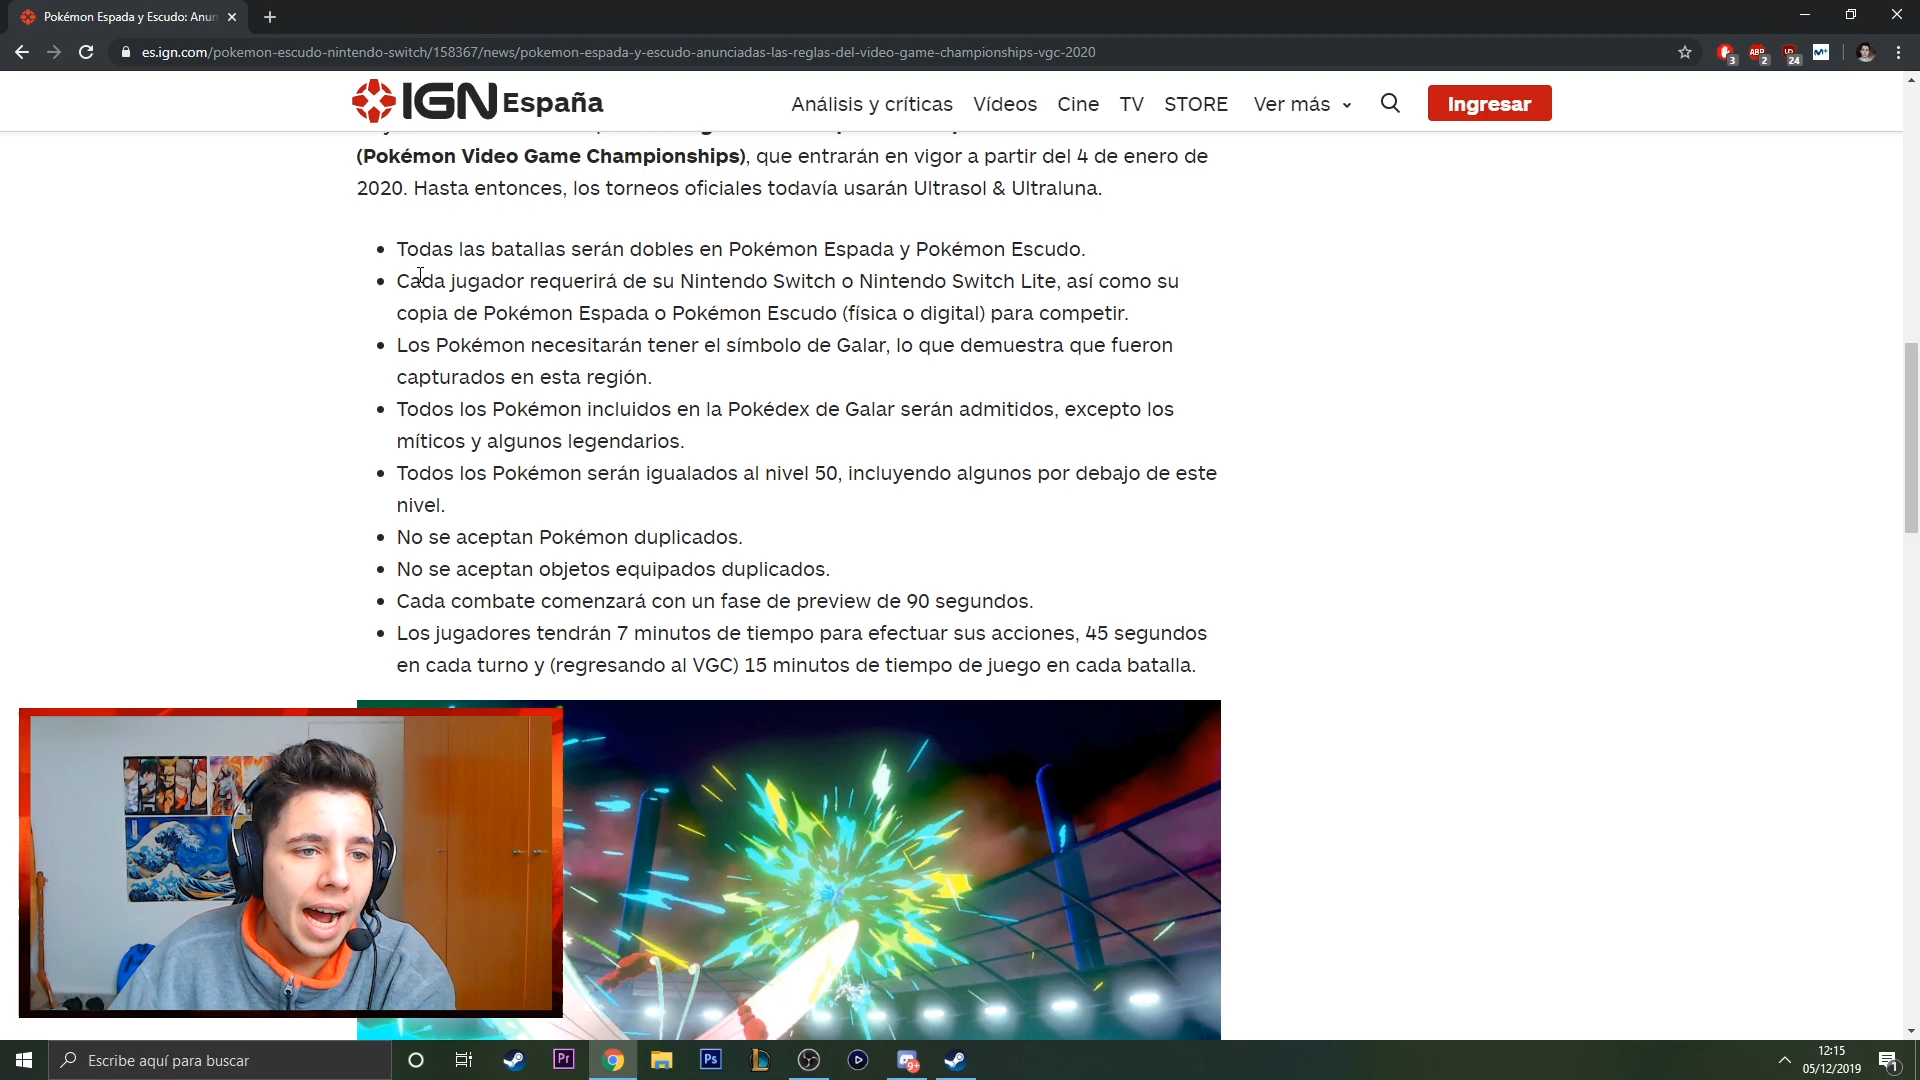 Pokémon Espada y Escudo: Anun
es.ign.com/pokemon-escudo-nintendo-switch/158367/news/pokemon-espada-y-escudo-anunciadas-las-reglas-del-video-game-championships-vgc-2020
3
ABP
2
24
IGN España
Análisis y críticas
Vídeos
Cine
TV
STORE
Ver más
Ingresar
(Pokémon Video Game Championships), que entrarán en vigor a partir del 4 de enero de
2020. Hasta entonces, los torneos oficiales todavía usarán Ultrasol & Ultraluna.
• Todas las batallas serán dobles en Pokémon Espada y Pokémon Escudo.
• Cada jugador requerirá de su Nintendo Switch o Nintendo Switch Lite, así como su
copia de Pokémon Espada o Pokémon Escudo (física o digital) para competir.
• Los Pokémon necesitarán tener el símbolo de Galar, lo que demuestra que fueron
capturados en esta región.
• Todos los Pokémon incluidos en la Pokédex de Galar serán admitidos, excepto los
míticos y algunos legendarios.
• Todos los Pokémon serán igualados al nivel 50, incluyendo algunos por debajo de este
nivel.
• No se aceptan Pokémon duplicados.
• No se aceptan objetos equipados duplicados.
• Cada combate comenzará con un fase de preview de 90 segundos.
• Los jugadores tendrán 7 minutos de tiempo para efectuar sus acciones, 45 segundos
en cada turno y (regresando al VGC) 15 minutos de tiempo de juego en cada batalla.
Escribe aquí para buscar
Pr
Ps
9+
12:15
05/12/2019
1